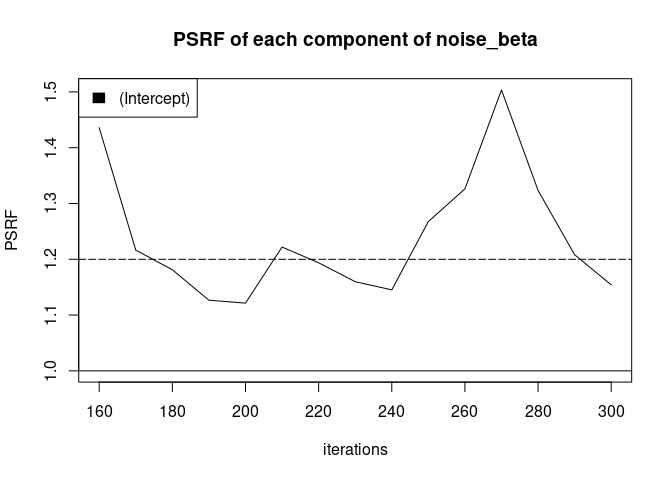 PSRF of each component of noise_beta
(Intercept)
PSRF
1.5
1.4
1.3
1.2
1.1
1.0
160 180 200 220 240 260 280 300
iterations